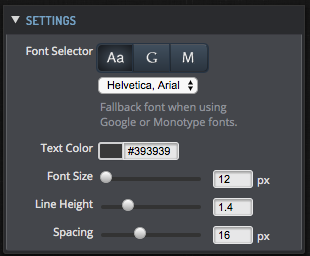 ▼ SETTINGS
Font Selector Aa G M
Helvetica, Arial
Fallback font when using
Google or Monotype fonts.
Text Color #393939
Font Size 12 px
Line Height 1.4
Spacing 16 px